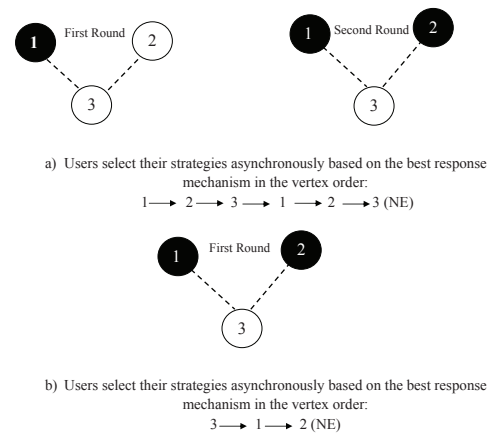 First Round
1
2
3
Second Round
1
2
3
a) Users select their strategies asynchronously based on the best response
mechanism in the vertex order:
1 → 2 → 3 → 1 → 2 → 3 (NE)
First Round
1
2
3
b) Users select their strategies asynchronously based on the best response
mechanism in the vertex order:
3 → 1 → 2 (NE)